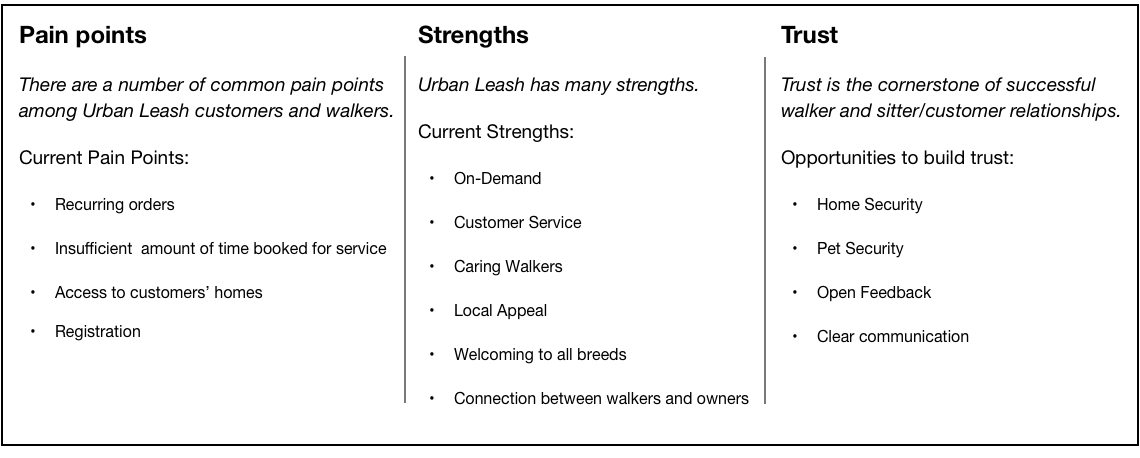 Pain points
There are a number of common pain points
among Urban Leash customers and walkers.
Current Pain Points:
• Recurring orders
• Insufficient  amount of time booked for service
• Access to customers’ homes
• Registration
Strengths
Urban Leash has many strengths.
Current Strengths:
• On-Demand
• Customer Service
• Caring Walkers
• Local Appeal
• Welcoming to all breeds
• Connection between walkers and owners
Trust
Trust is the cornerstone of successful
walker and sitter/customer relationships.
Opportunities to build trust:
• Home Security
• Pet Security
• Open Feedback
• Clear communication